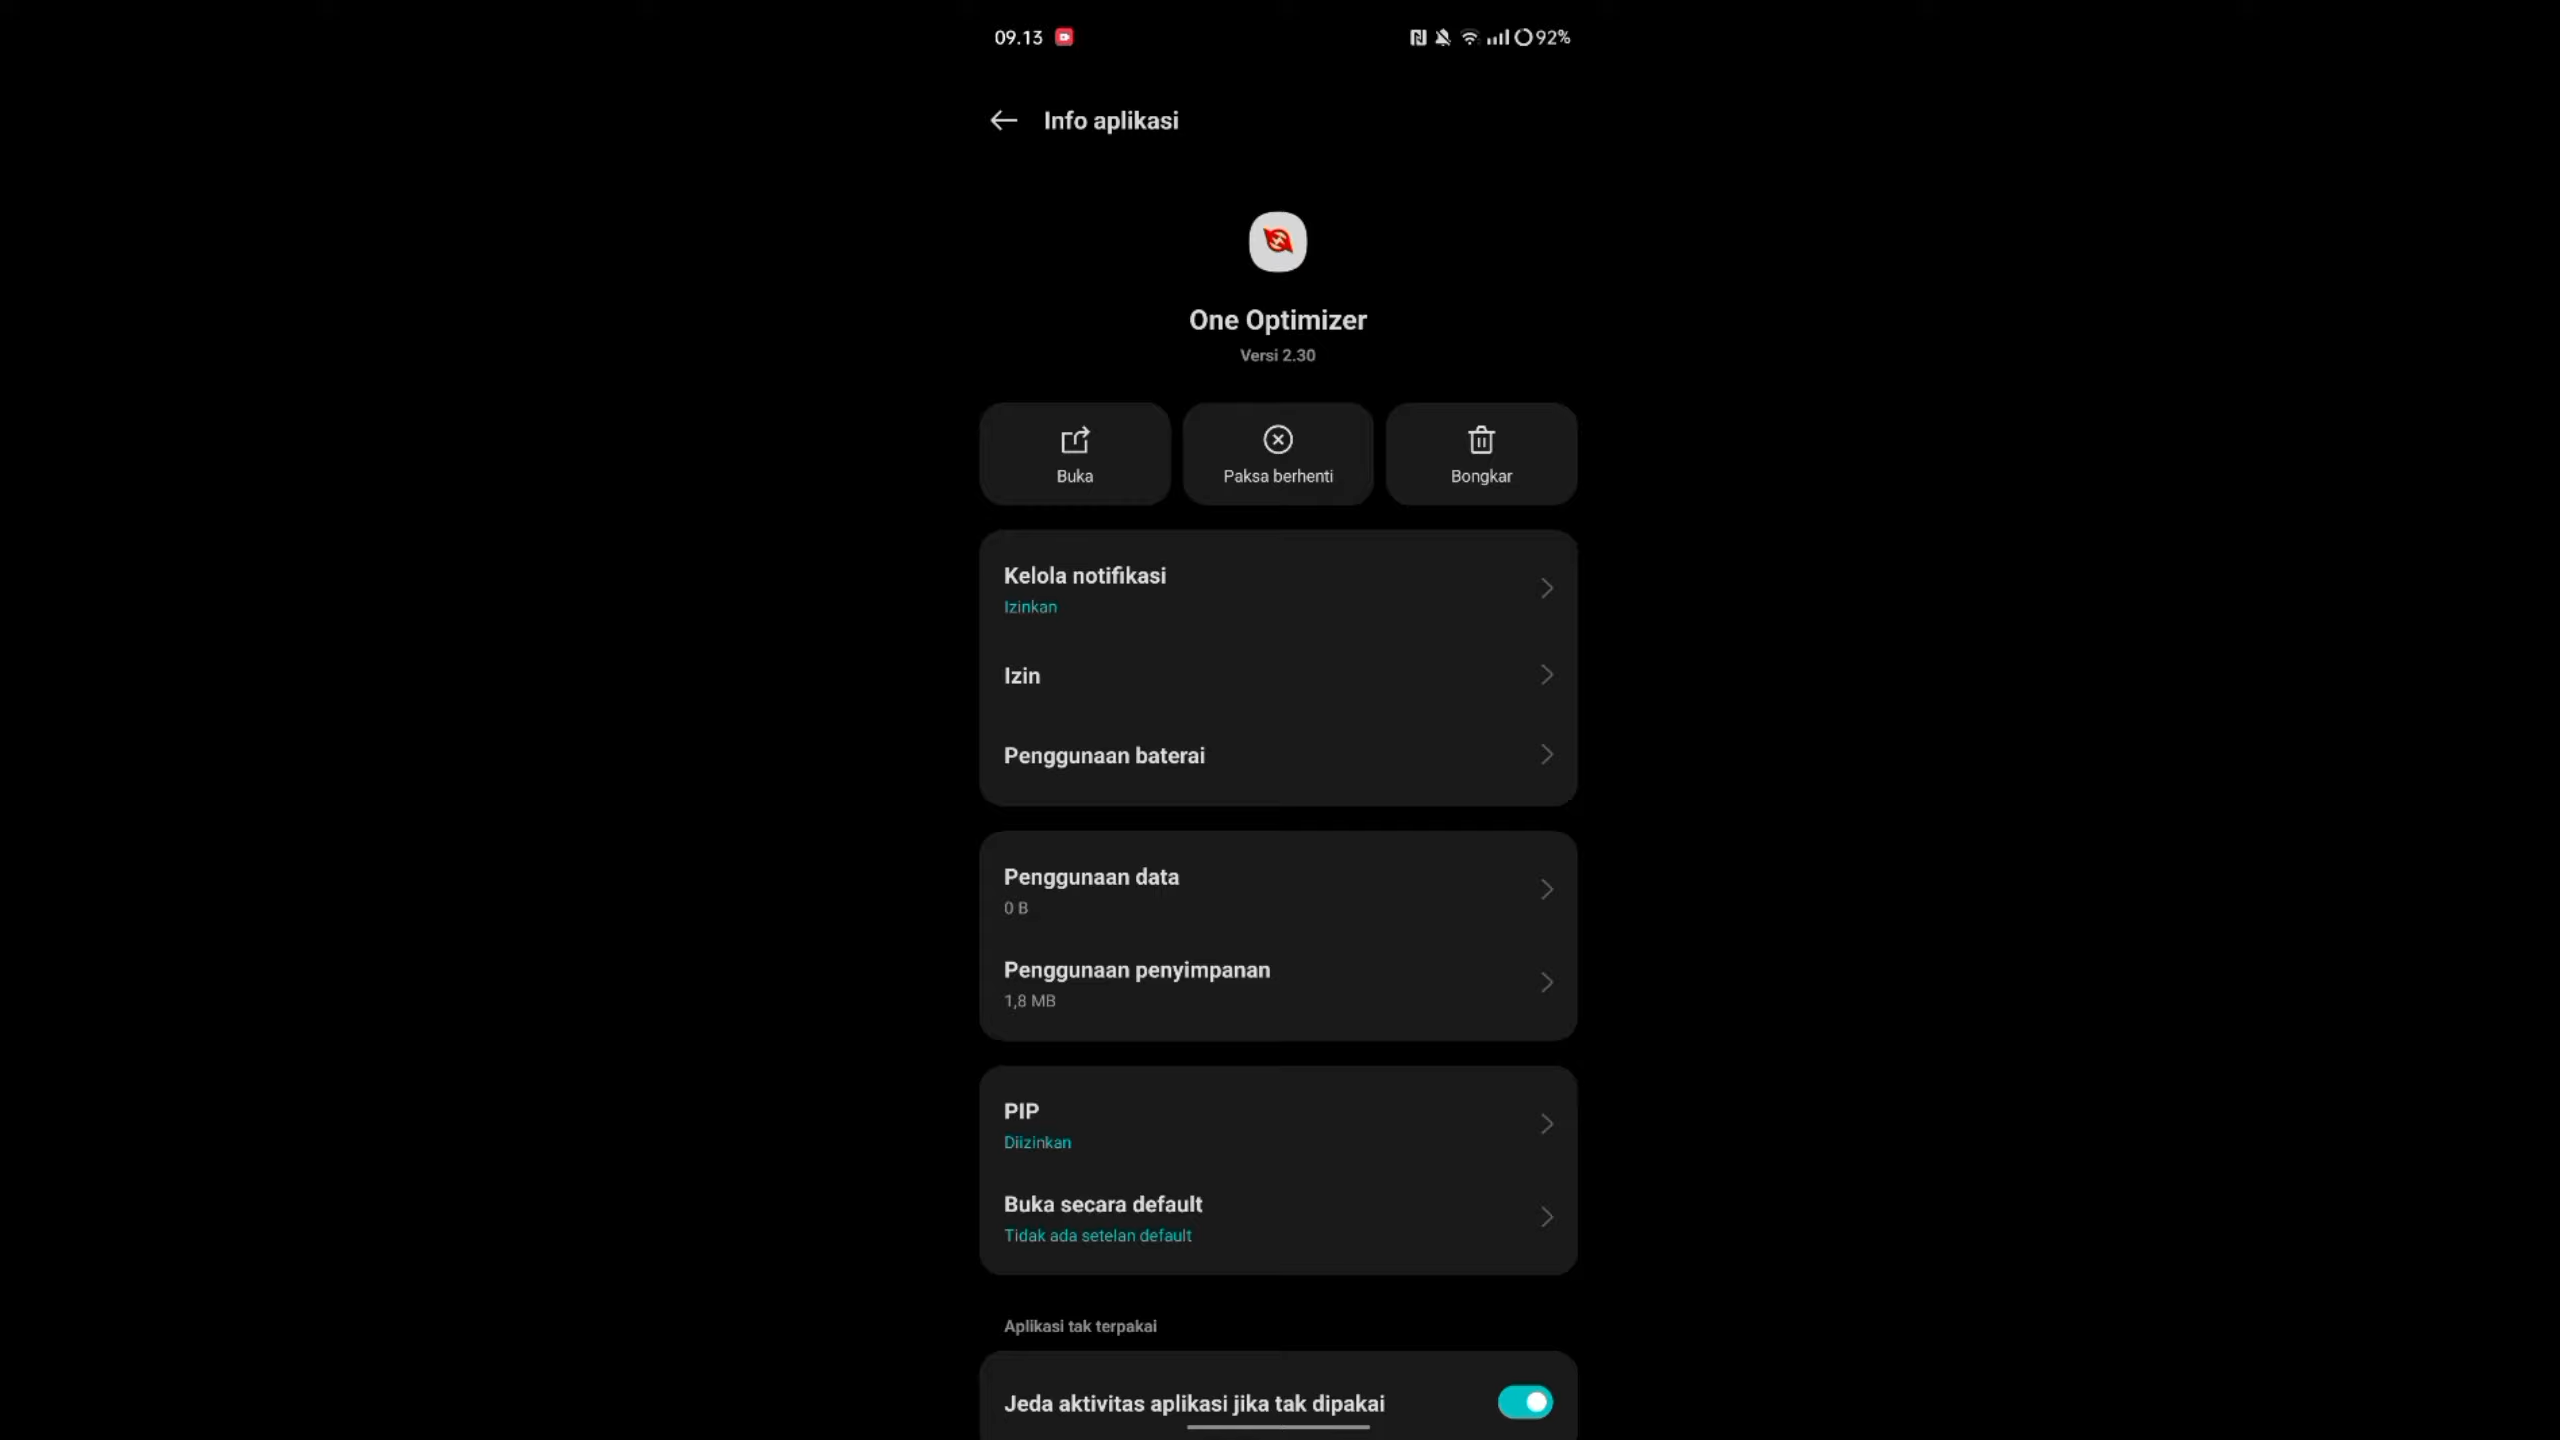 09.13
92%
Info aplikasi
One Optimizer
Versi 2.30
Buka
Paksa berhenti
Bongkar
Kelola notifikasi
Izinkan
Izin
Penggunaan baterai
Penggunaan data
0 B
Penggunaan penyimpanan
1,8 MB
PIP
Diizinkan
Buka secara default
Tidak ada setelan default
Aplikasi tak terpakai
Jeda aktivitas aplikasi jika tak dipakai